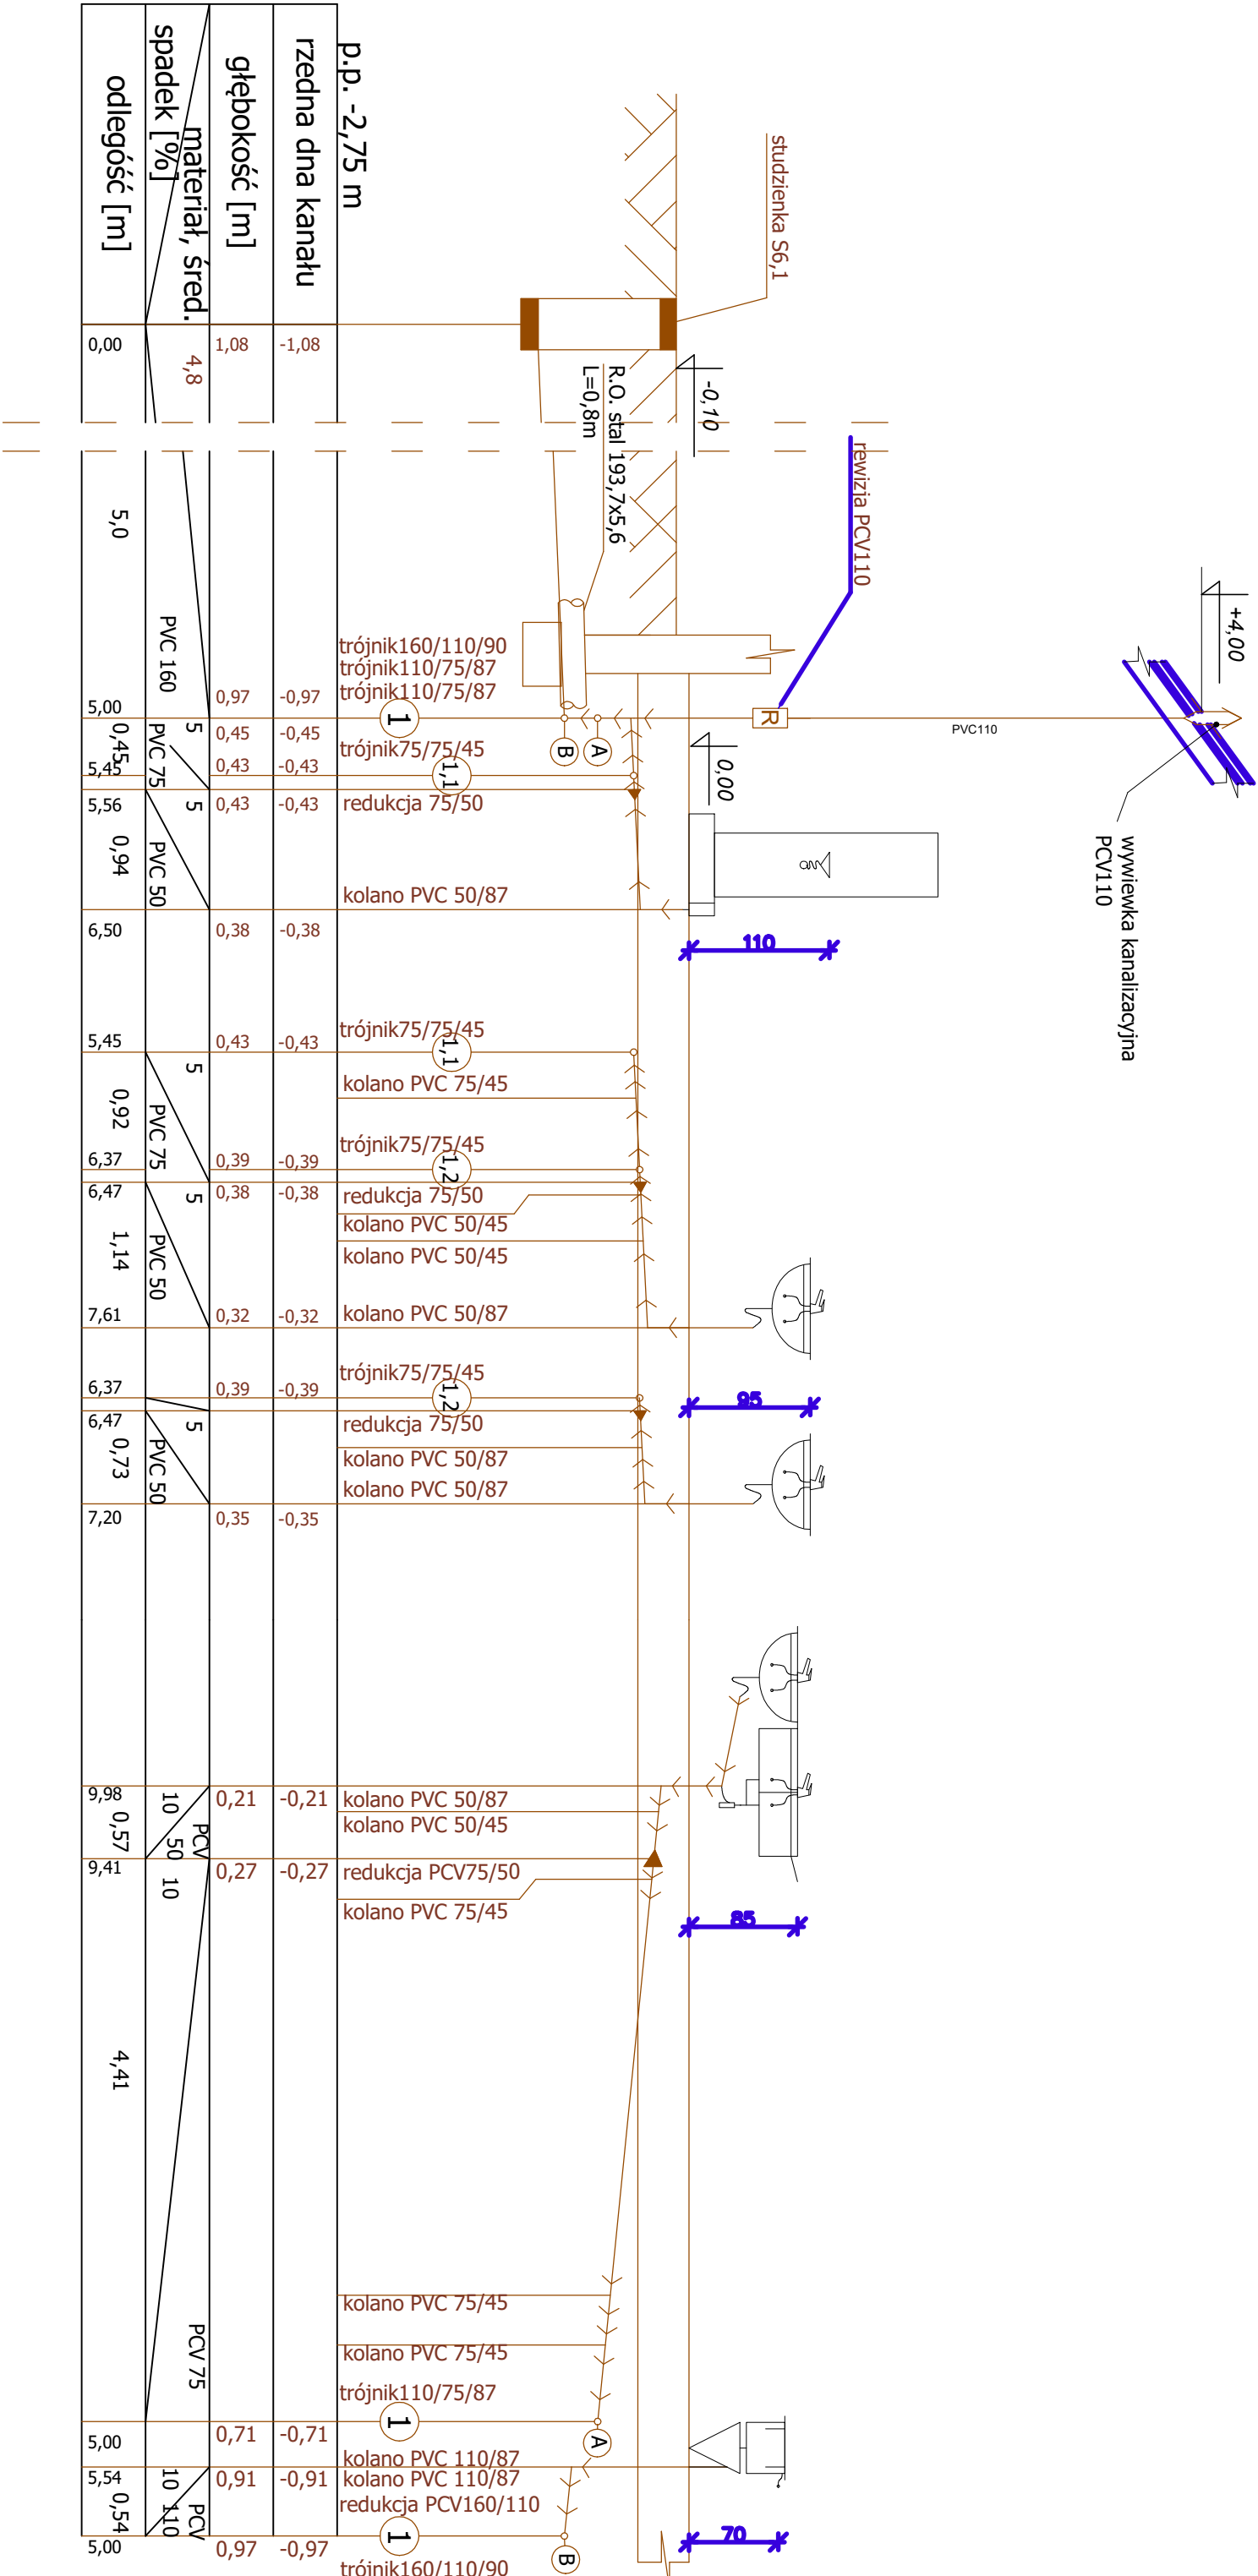 studzienka S6,1
-0,10
R.O. stal 193,7x5,6
L=0,8m
rewizja PCV110
+4,00
PVC110
wywiewka kanalizacyjna
PCV110
R
0,00
110
95
85
70
A
B
A
B
p.p. -2,75 m
trójnik160/110/90
trójnik110/75/87
trójnik110/75/87
1
trójnik75/75/45
1,1
redukcja 75/50
kolano PVC 50/87
trójnik75/75/45
1,1
kolano PVC 75/45
trójnik75/75/45
1,2
redukcja 75/50
kolano PVC 50/45
kolano PVC 50/45
kolano PVC 50/87
trójnik75/75/45
1,2
redukcja 75/50
kolano PVC 50/87
kolano PVC 50/87
kolano PVC 50/87
kolano PVC 50/45
redukcja PCV75/50
kolano PVC 75/45
kolano PVC 75/45
kolano PVC 75/45
trójnik110/75/87
1
kolano PVC 110/87
kolano PVC 110/87
redukcja PCV160/110
1
trójnik160/110/90
rzedna dna kanału
-1,08
-0,97
-0,45
-0,43
-0,43
-0,38
-0,43
-0,39
-0,38
-0,32
-0,39
-0,35
-0,21
-0,27
-0,71
-0,91
-0,97
głębokość [m]
1,08
0,97
0,45
0,43
0,43
0,38
0,43
0,39
0,38
0,32
0,39
0,35
0,21
0,27
0,71
0,91
0,97
materiał, śred.
spadek [%]
4,8
PVC 160
5
PVC 75
5
PVC 50
5
PVC 75
5
PVC 50
5
PVC 50
10
PCV
50
10
PCV 75
10
PCV
110
odlegóść [m]
0,00
5,0
5,00
0,45
5,45
5,56
0,94
6,50
5,45
0,92
6,37
6,47
1,14
7,61
6,37
6,47
0,73
7,20
9,98
0,57
9,41
4,41
5,00
5,54
0,54
5,00